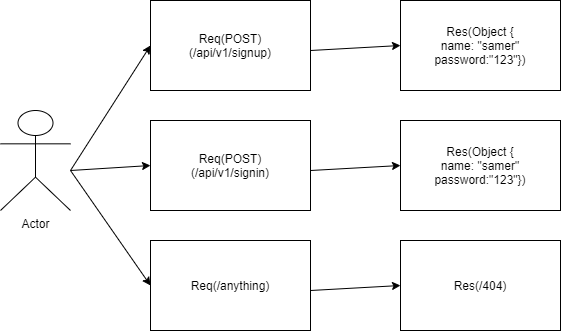 Req(POST)
(/api/v1/signup)
Res(Object {
name: "samer"
password:"123"})
Req(POST)
(/api/v1/signin)
Res(Object {
name: "samer"
password:"123"})
Actor
Req(/anything)
Res(/404)